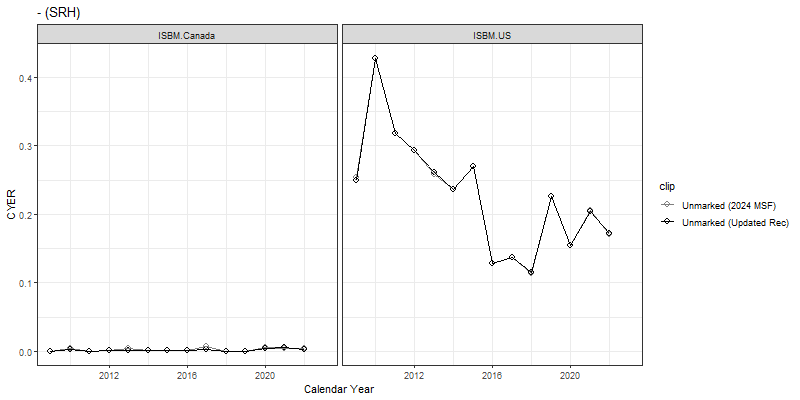 - (SRH)
ISBM.Canada
ISBM.US
0.4
0.3
0.2
0.1
0.0
CYER
2012
2016
2020
2012
2016
2020
Calendar Year
clip
Unmarked (2024 MSF)
Unmarked (Updated Rec)